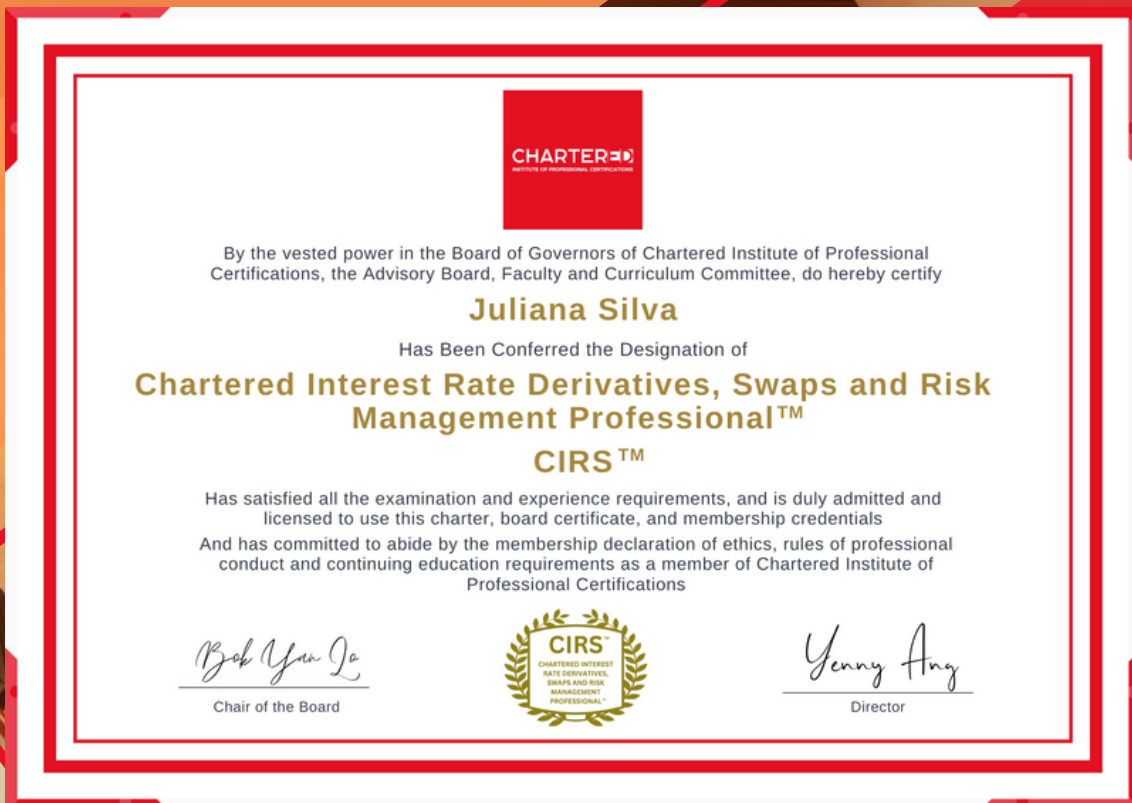 CHARTERED
INSTITUTE OF PROFESSIONAL CERTIFICATIONS
By the vested power in the Board of Governors of Chartered Institute of Professional
Certifications, the Advisory Board, Faculty and Curriculum Committee, do hereby certify
Juliana Silva
Has Been Conferred the Designation of
Chartered Interest Rate Derivatives, Swaps and Risk
Management Professional™
CIRS™
Has satisfied all the examination and experience requirements, and is duly admitted and
licensed to use this charter, board certificate, and membership credentials
And has committed to abide by the membership declaration of ethics, rules of professional
conduct and continuing education requirements as a member of Chartered Institute of
Professional Certifications
Bok Yan Lo
Chair of the Board
CIRS™
CHARTERED INTEREST
RATE DERIVATIVES,
SWAPS AND RISK
MANAGEMENT
PROFESSIONAL™
Yenny Ang
Director